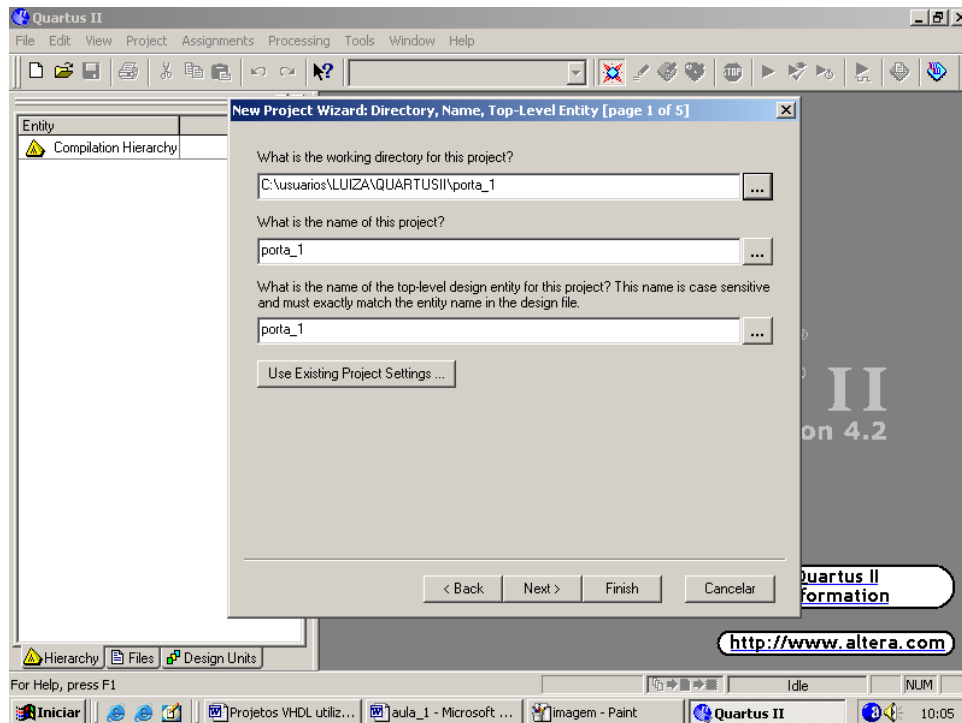 Quartus II
File Edit View Project Assignments Processing Tools Window Help
Entity
Compilation Hierarchy
New Project Wizard: Directory, Name, Top-Level Entity [page 1 of 5]
What is the working directory for this project?
C:\usuarios\LUIZA\QUARTUSII\porta_1
...
What is the name of this project?
porta_1
...
What is the name of the top-level design entity for this project? This name is case sensitive
and must exactly match the entity name in the design file.
porta_1
...
Use Existing Project Settings ...
II
on 4.2
< Back Next > Finish Cancelar
Quartus II
formation
http://www.altera.com
Hierarchy Files Design Units
For Help, press F1 Idle NUM
Iniciar Projetos VHDL utiliz... aula_1 - Microsoft ... imagem - Paint Quartus II 10:05